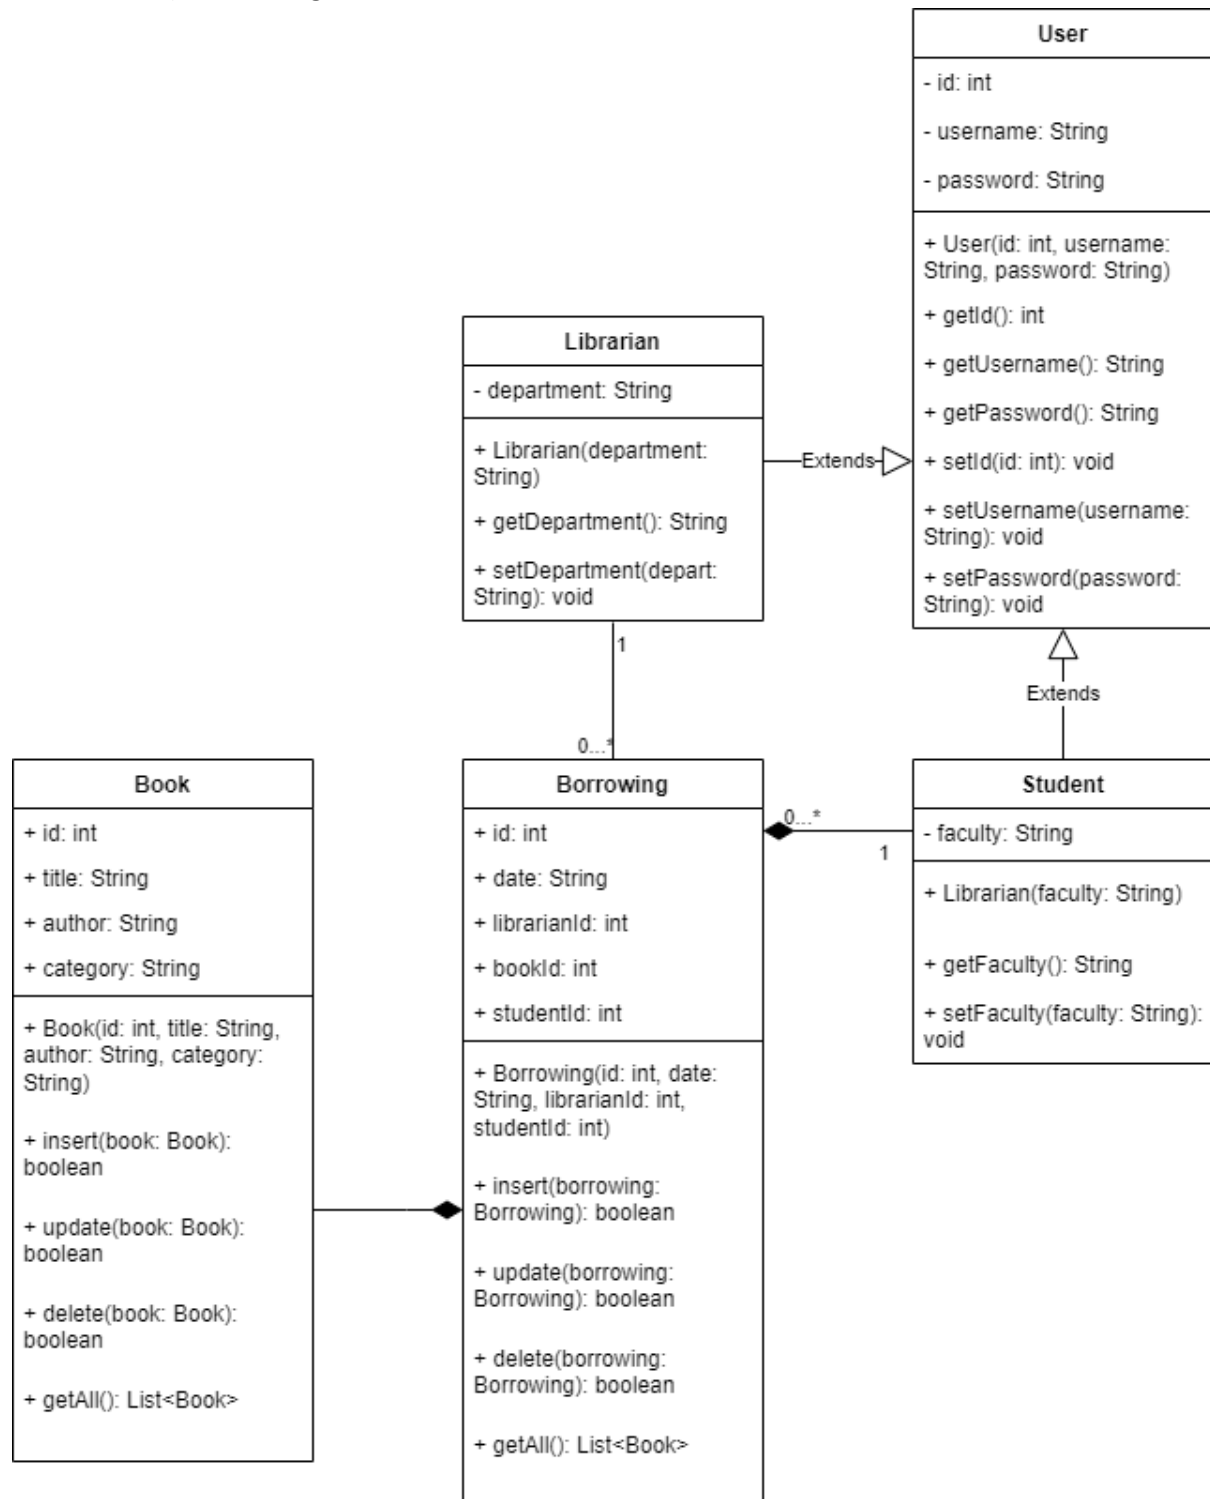 User
- id: int
- username: String
- password: String
+ User(id: int, username:
String, password: String)
+ getId(): int
+ getUsername(): String
+ getPassword(): String
+ setId(id: int): void
+ setUsername(username:
String): void
+ setPassword(password:
String): void
Librarian
- department: String
+ Librarian(department:
String)
+ getDepartment(): String
+ setDepartment(depart:
String): void
Extends
1
0...*
Extends
Book
+ id: int
+ title: String
+ author: String
+ category: String
+ Book(id: int, title: String,
author: String, category:
String)
+ insert(book: Book):
boolean
+ update(book: Book):
boolean
+ delete(book: Book):
boolean
+ getAll(): List<Book>
Borrowing
+ id: int
+ date: String
+ librarianId: int
+ bookId: int
+ studentId: int
+ Borrowing(id: int, date:
String, librarianId: int,
studentId: int)
+ insert(borrowing:
Borrowing): boolean
+ update(borrowing:
Borrowing): boolean
+ delete(borrowing:
Borrowing): boolean
+ getAll(): List<Book>
0...*
1
Student
- faculty: String
+ Librarian(faculty: String)
+ getFaculty(): String
+ setFaculty(faculty: String):
void